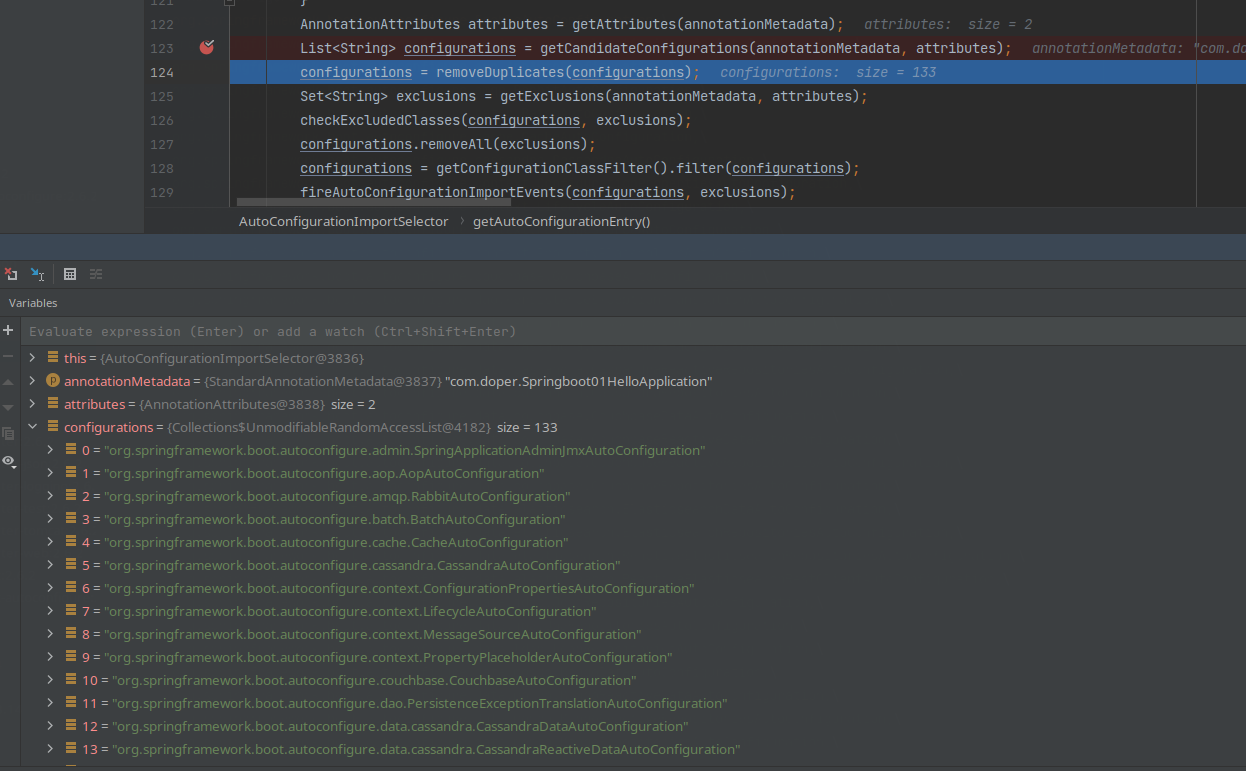 121 }
122 AnnotationAttributes attributes = getAttributes(annotationMetadata); attributes: size = 2
123 List<String> configurations = getCandidateConfigurations(annotationMetadata, attributes); annotationMetadata: "com.do
124 configurations = removeDuplicates(configurations); configurations: size = 133
125 Set<String> exclusions = getExclusions(annotationMetadata, attributes);
126 checkExcludedClasses(configurations, exclusions);
127 configurations.removeAll(exclusions);
128 configurations = getConfigurationClassFilter().filter(configurations);
129 fireAutoConfigurationImportEvents(configurations, exclusions);
AutoConfigurationImportSelector › getAutoConfigurationEntry()
Variables
Evaluate expression (Enter) or add a watch (Ctrl+Shift+Enter)
this = {AutoConfigurationImportSelector@3836}
annotationMetadata = {StandardAnnotationMetadata@3837} "com.doper.Springboot01HelloApplication"
attributes = {AnnotationAttributes@3838} size = 2
configurations = {Collections$UnmodifiableRandomAccessList@4182} size = 133
0 = "org.springframework.boot.autoconfigure.admin.SpringApplicationAdminJmxAutoConfiguration"
1 = "org.springframework.boot.autoconfigure.aop.AopAutoConfiguration"
2 = "org.springframework.boot.autoconfigure.amqp.RabbitAutoConfiguration"
3 = "org.springframework.boot.autoconfigure.batch.BatchAutoConfiguration"
4 = "org.springframework.boot.autoconfigure.cache.CacheAutoConfiguration"
5 = "org.springframework.boot.autoconfigure.cassandra.CassandraAutoConfiguration"
6 = "org.springframework.boot.autoconfigure.context.ConfigurationPropertiesAutoConfiguration"
7 = "org.springframework.boot.autoconfigure.context.LifecycleAutoConfiguration"
8 = "org.springframework.boot.autoconfigure.context.MessageSourceAutoConfiguration"
9 = "org.springframework.boot.autoconfigure.context.PropertyPlaceholderAutoConfiguration"
10 = "org.springframework.boot.autoconfigure.couchbase.CouchbaseAutoConfiguration"
11 = "org.springframework.boot.autoconfigure.dao.PersistenceExceptionTranslationAutoConfiguration"
12 = "org.springframework.boot.autoconfigure.data.cassandra.CassandraDataAutoConfiguration"
13 = "org.springframework.boot.autoconfigure.data.cassandra.CassandraReactiveDataAutoConfiguration"